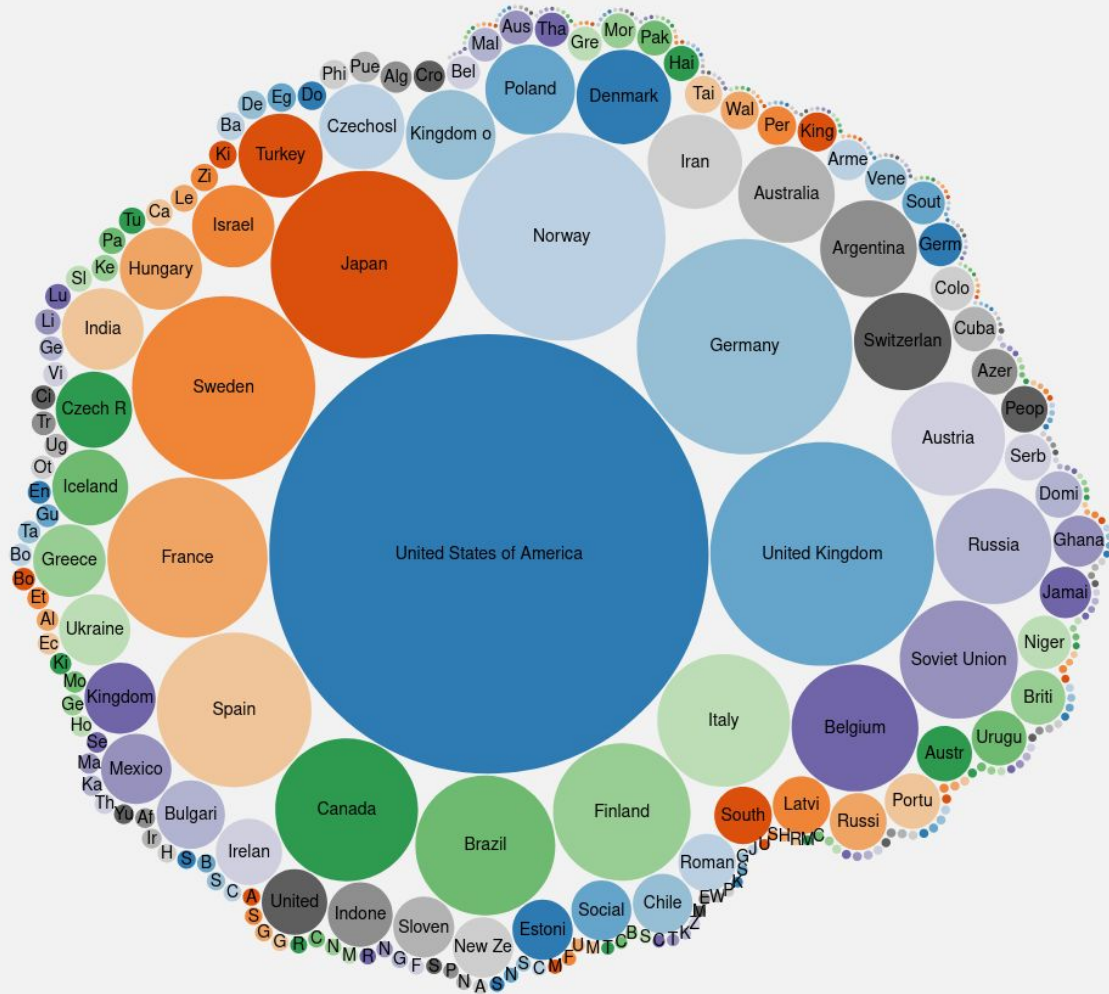 Aus
Tha
Mor
Pak
Mal
Gre
Hai
Phi
Pue
Alg
Cro
Bel
Poland
Denmark
Tai
Wal
De
Eg
Do
Czechosl
Kingdom o
Per
King
Ba
Turkey
Iran
Arme
Ki
Vene
Zi
Australia
Sout
Ca
Le
Israel
Norway
Tu
Germ
Pa
Argentina
Ke
Hungary
Japan
Sl
Colo
Lu
Li
India
Cuba
Ge
Germany
Switzerlan
Vi
Azer
Sweden
Ci
Czech R
Peop
Tr
Ug
Austria
Serb
Ot
En
Iceland
Domi
Gu
Ta
Russia
Ghana
Bo
Greece
France
United States of America
United Kingdom
Bo
Et
Jamai
Al
Ukraine
Ec
Niger
Ki
Soviet Union
Mo
Kingdom
Briti
Ge
Spain
Ho
Italy
Belgium
Se
Urugu
Ma
Mexico
Austr
Ka
Th
Portu
Yu
Af
Bulgari
Canada
Finland
South
Latvi
Russi
Ir
H
S
B
Irelan
Brazil
S
H
R
M
C
G
J
U
Roman
S
K
S
C
A
United
Indone
Social
Chile
P
W
E
M
S
G
G
R
C
N
M
R
N
G
F
S
P
N
A
Sloven
New Ze
Estoni
S
N
S
C
M
F
U
M
T
C
B
S
C
T
K
Z